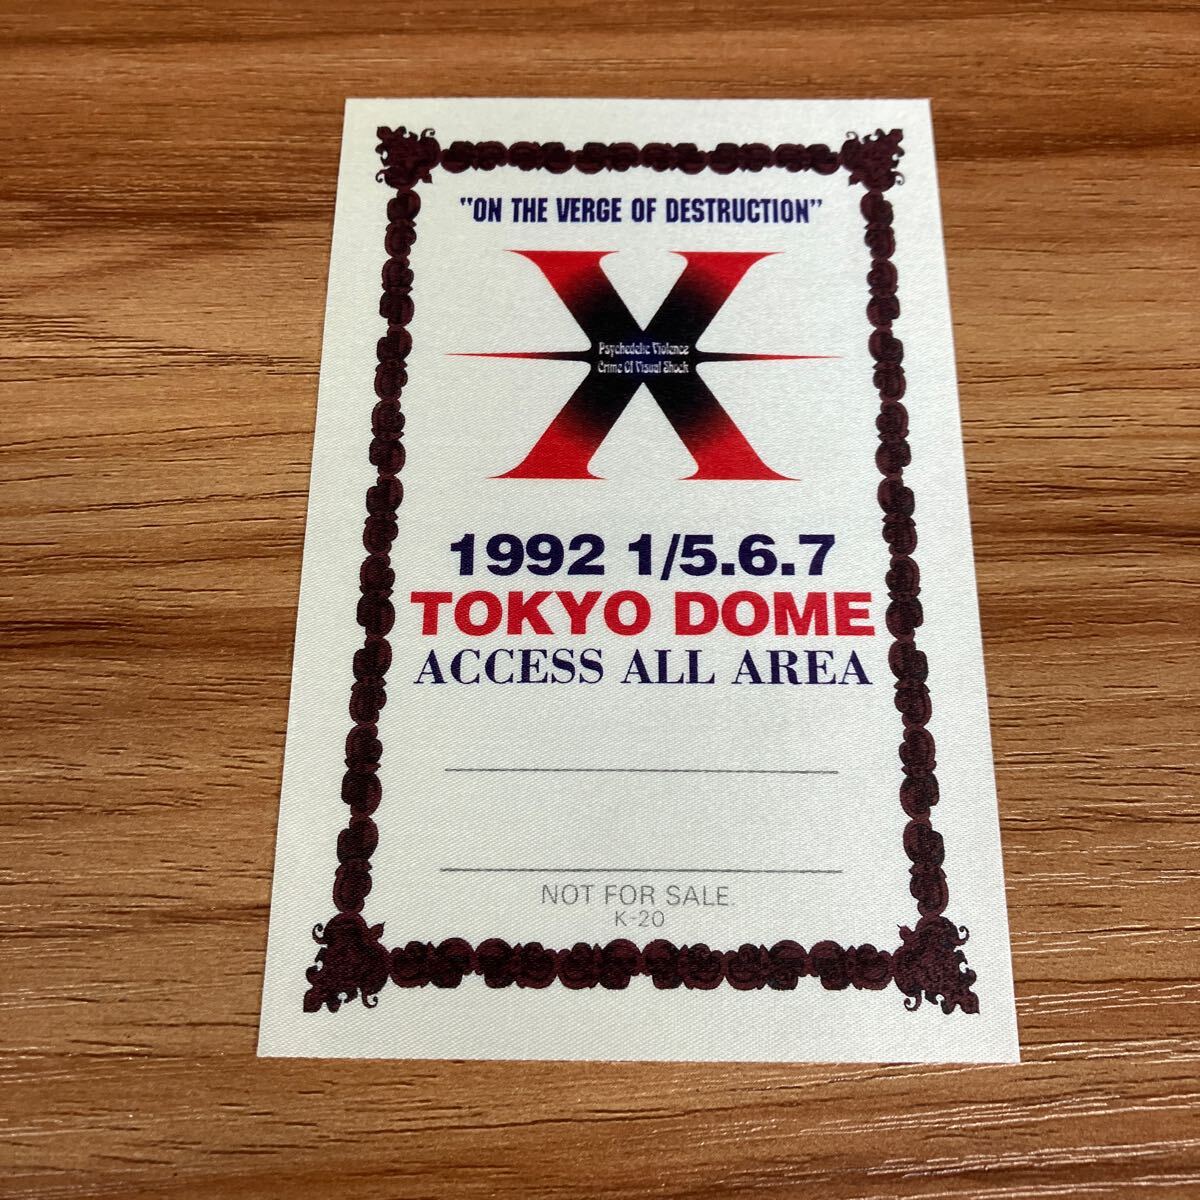 "ON THE VERGE OF DESTRUCTION"
X
Psychedelic Violence
Crime Of Visual Shock
1992 1/5.6.7
TOKYO DOME
ACCESS ALL AREA
NOT FOR SALE.
K-20